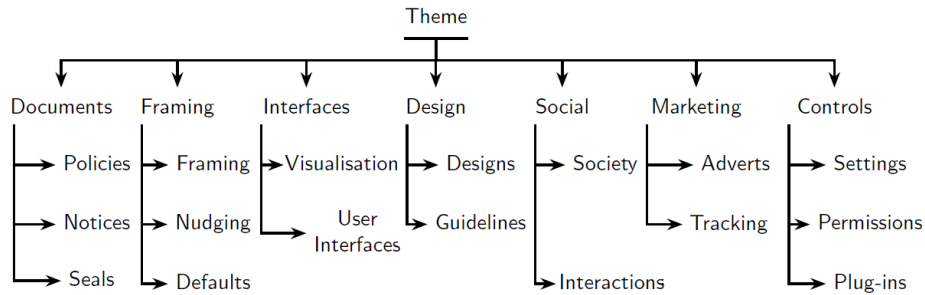 Theme
Documents Framing Interfaces Design Social Marketing Controls
Policies Framing Visualisation Designs Society Adverts Settings
Notices Nudging User Interfaces Guidelines Tracking Permissions
Seals Defaults Interactions Plug-ins